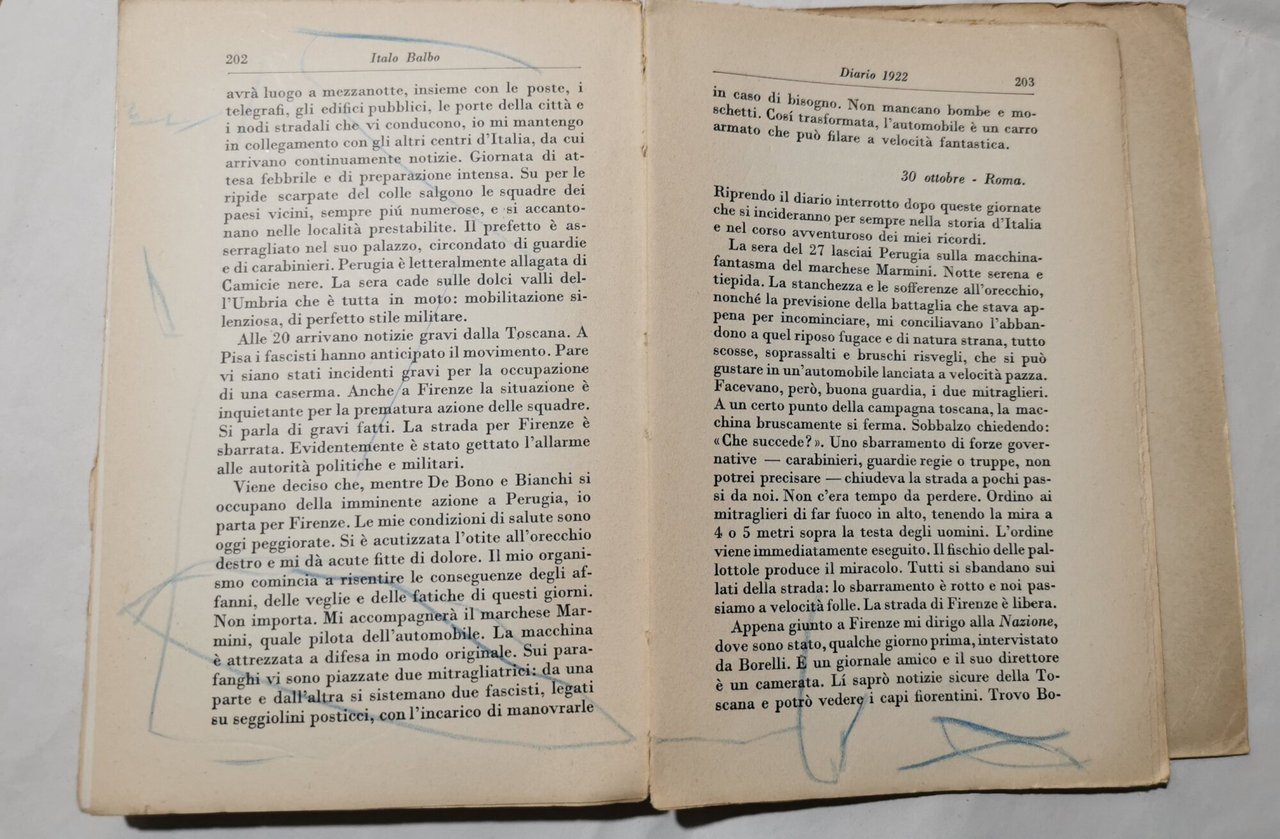 202
Italo Balbo
avrà luogo a mezzanotte, insieme con le poste, i
telegrafi, gli edifici pubblici, le porte della città e
i nodi stradali che vi conducono, io mi mantengo
in collegamento con gli altri centri d'Italia, da cui
arrivano continuamente notizie. Giornata di at-
tesa febbrile e di preparazione intensa. Su per le
ripide scarpate del colle salgono le squadre dei
paesi vicini, sempre piú numerose, e si accanto-
nano nelle località prestabilite. Il prefetto è as-
serragliato nel suo palazzo, circondato di guardie
e di carabinieri. Perugia è letteralmente allagata di
Camicie nere. La sera cade sulle dolci valli del-
l'Umbria che è tutta in moto: mobilitazione si-
lenziosa, di perfetto stile militare.
Alle 20 arrivano notizie gravi dalla Toscana. A
Pisa i fascisti hanno anticipato il movimento. Pare
vi siano stati incidenti gravi per la occupazione
di una caserma. Anche a Firenze la situazione è
inquietante per la prematura azione delle squadre.
Si parla di gravi fatti. La strada per Firenze è
sbarrata. Evidentemente è stato gettato l'allarme
alle autorità politiche e militari.
Viene deciso che, mentre De Bono e Bianchi si
occupano della imminente azione a Perugia, io
parta per Firenze. Le mie condizioni di salute sono
oggi peggiorate. Si è acutizzata l'otite all'orecchio
destro e mi dà acute fitte di dolore. Il mio organi-
smo comincia a risentire le conseguenze degli af-
fanni, delle veglie e delle fatiche di questi giorni.
Non importa. Mi accompagnerà il marchese Mar-
mini, quale pilota dell'automobile. La macchina
è attrezzata a difesa in modo originale. Sui para-
fanghi vi sono piazzate due mitragliatrici: da una
parte e dall'altra si sistemano due fascisti, legati
su seggiolini posticci, con l'incarico di manovrarle
Diario 1922
203
in caso di bisogno. Non mancano bombe e mo-
schetti. Cosí trasformata, l'automobile è un carro
armato che può filare a velocità fantastica.
30 ottobre - Roma.
Riprendo il diario interrotto dopo queste giornate
che si incideranno per sempre nella storia d'Italia
e nel corso avventuroso dei miei ricordi.
La sera del 27 lasciai Perugia sulla macchina-
fantasma del marchese Marmini. Notte serena e
tiepida. La stanchezza e le sofferenze all'orecchio,
nonché la previsione della battaglia che stava ap-
pena per incominciare, mi conciliavano l'abban-
dono a quel riposo fugace e di natura strana, tutto
scosse, soprassalti e bruschi risvegli, che si può
gustare in un'automobile lanciata a velocità pazza.
Facevano, però, buona guardia, i due mitraglieri.
A un certo punto della campagna toscana, la mac-
china bruscamente si ferma. Sobbalzo chiedendo:
«Che succede?». Uno sbarramento di forze gover-
native — carabinieri, guardie regie o truppe, non
potrei precisare — chiudeva la strada a pochi pas-
si da noi. Non c'era tempo da perdere. Ordino ai
mitraglieri di far fuoco in alto, tenendo la mira a
4 o 5 metri sopra la testa degli uomini. L'ordine
viene immediatamente eseguito. Il fischio delle pal-
lottole produce il miracolo. Tutti si sbandano sui
lati della strada: lo sbarramento è rotto e noi pas-
siamo a velocità folle. La strada di Firenze è libera.
Appena giunto a Firenze mi dirigo alla Nazione,
dove sono stato, qualche giorno prima, intervistato
da Borelli. È un giornale amico e il suo direttore
è un camerata. Lí saprò notizie sicure della To-
scana e potrò vedere i capi fiorentini. Trovo Bo-